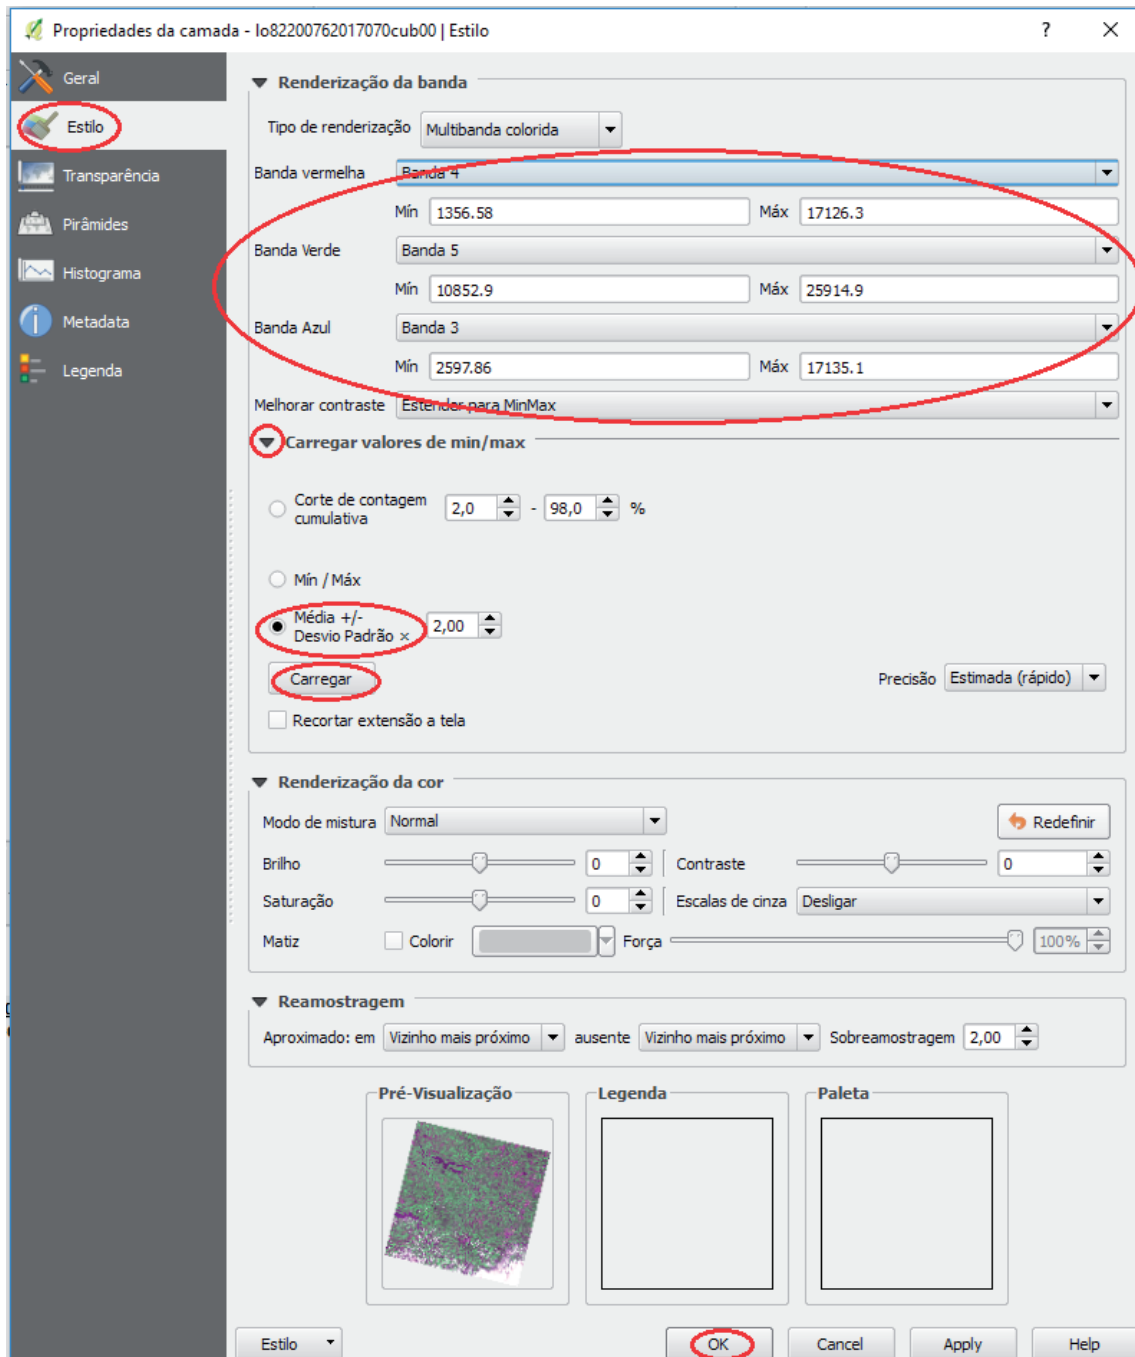 Propriedades da camada - lo82200762017070cub00 | Estilo
?
Geral
Estilo
Transparência
Pirâmides
Histograma
Metadata
Legenda
Renderização da banda
Tipo de renderização Multibanda colorida
Banda vermelha Banda 4
Mín 1356.58 Máx 17126.3
Banda Verde Banda 5
Mín 10852.9 Máx 25914.9
Banda Azul Banda 3
Mín 2597.86 Máx 17135.1
Melhorar contraste Estender para MinMax
Carregar valores de min/max
Corte de contagem
cumulativa 2,0 - 98,0 %
Mín / Máx
Média +/-
Desvio Padrão × 2,00
Carregar Precisão Estimada (rápido)
Recortar extensão a tela
Renderização da cor
Modo de mistura Normal Redefinir
Brilho 0 Contraste 0
Saturação 0 Escalas de cinza Desligar
Matiz Colorir Força 100%
Reamostragem
Aproximado: em Vizinho mais próximo ausente Vizinho mais próximo Sobreamostragem 2,00
Pré-Visualização Legenda Paleta
Estilo OK Cancel Apply Help